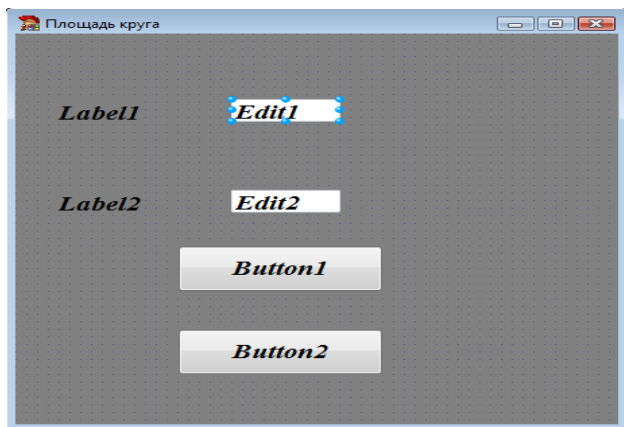 Площадь круга
Label1 Edit1
Label2 Edit2
Button1
Button2